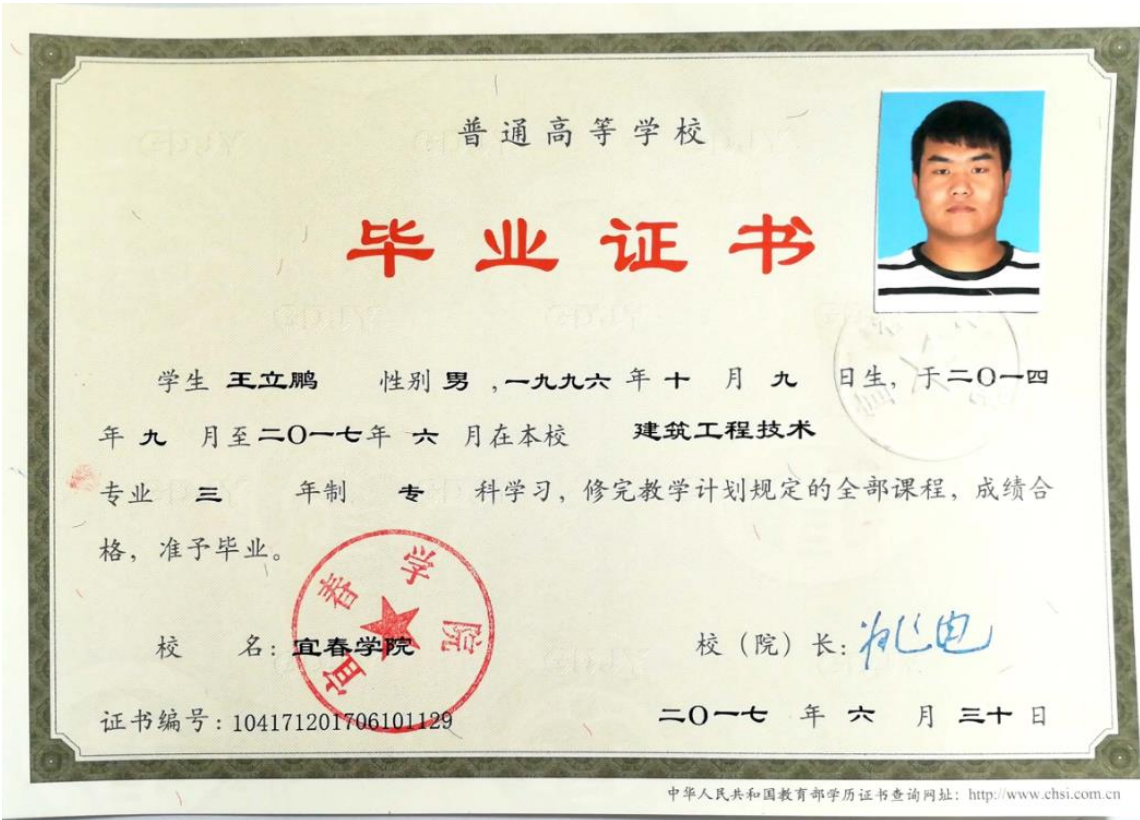 普通高等学校
毕业证书
学生 王立鹏 性别 男 ,一九九六 年 十 月 九 日生, 于二〇一四
年 九 月至二〇一七年 六 月在本校 建筑工程技术
专业 三 年制 专 科学习, 修完教学计划规定的全部课程, 成绩合
格, 准予毕业。
宜春学院
校 名: 宜春学院 校（院）长:
证书编号: 104171201706101129 二〇一七 年 六 月 三十 日
中华人民共和国教育部学历证书查询网址: http://www.chsi.com.cn